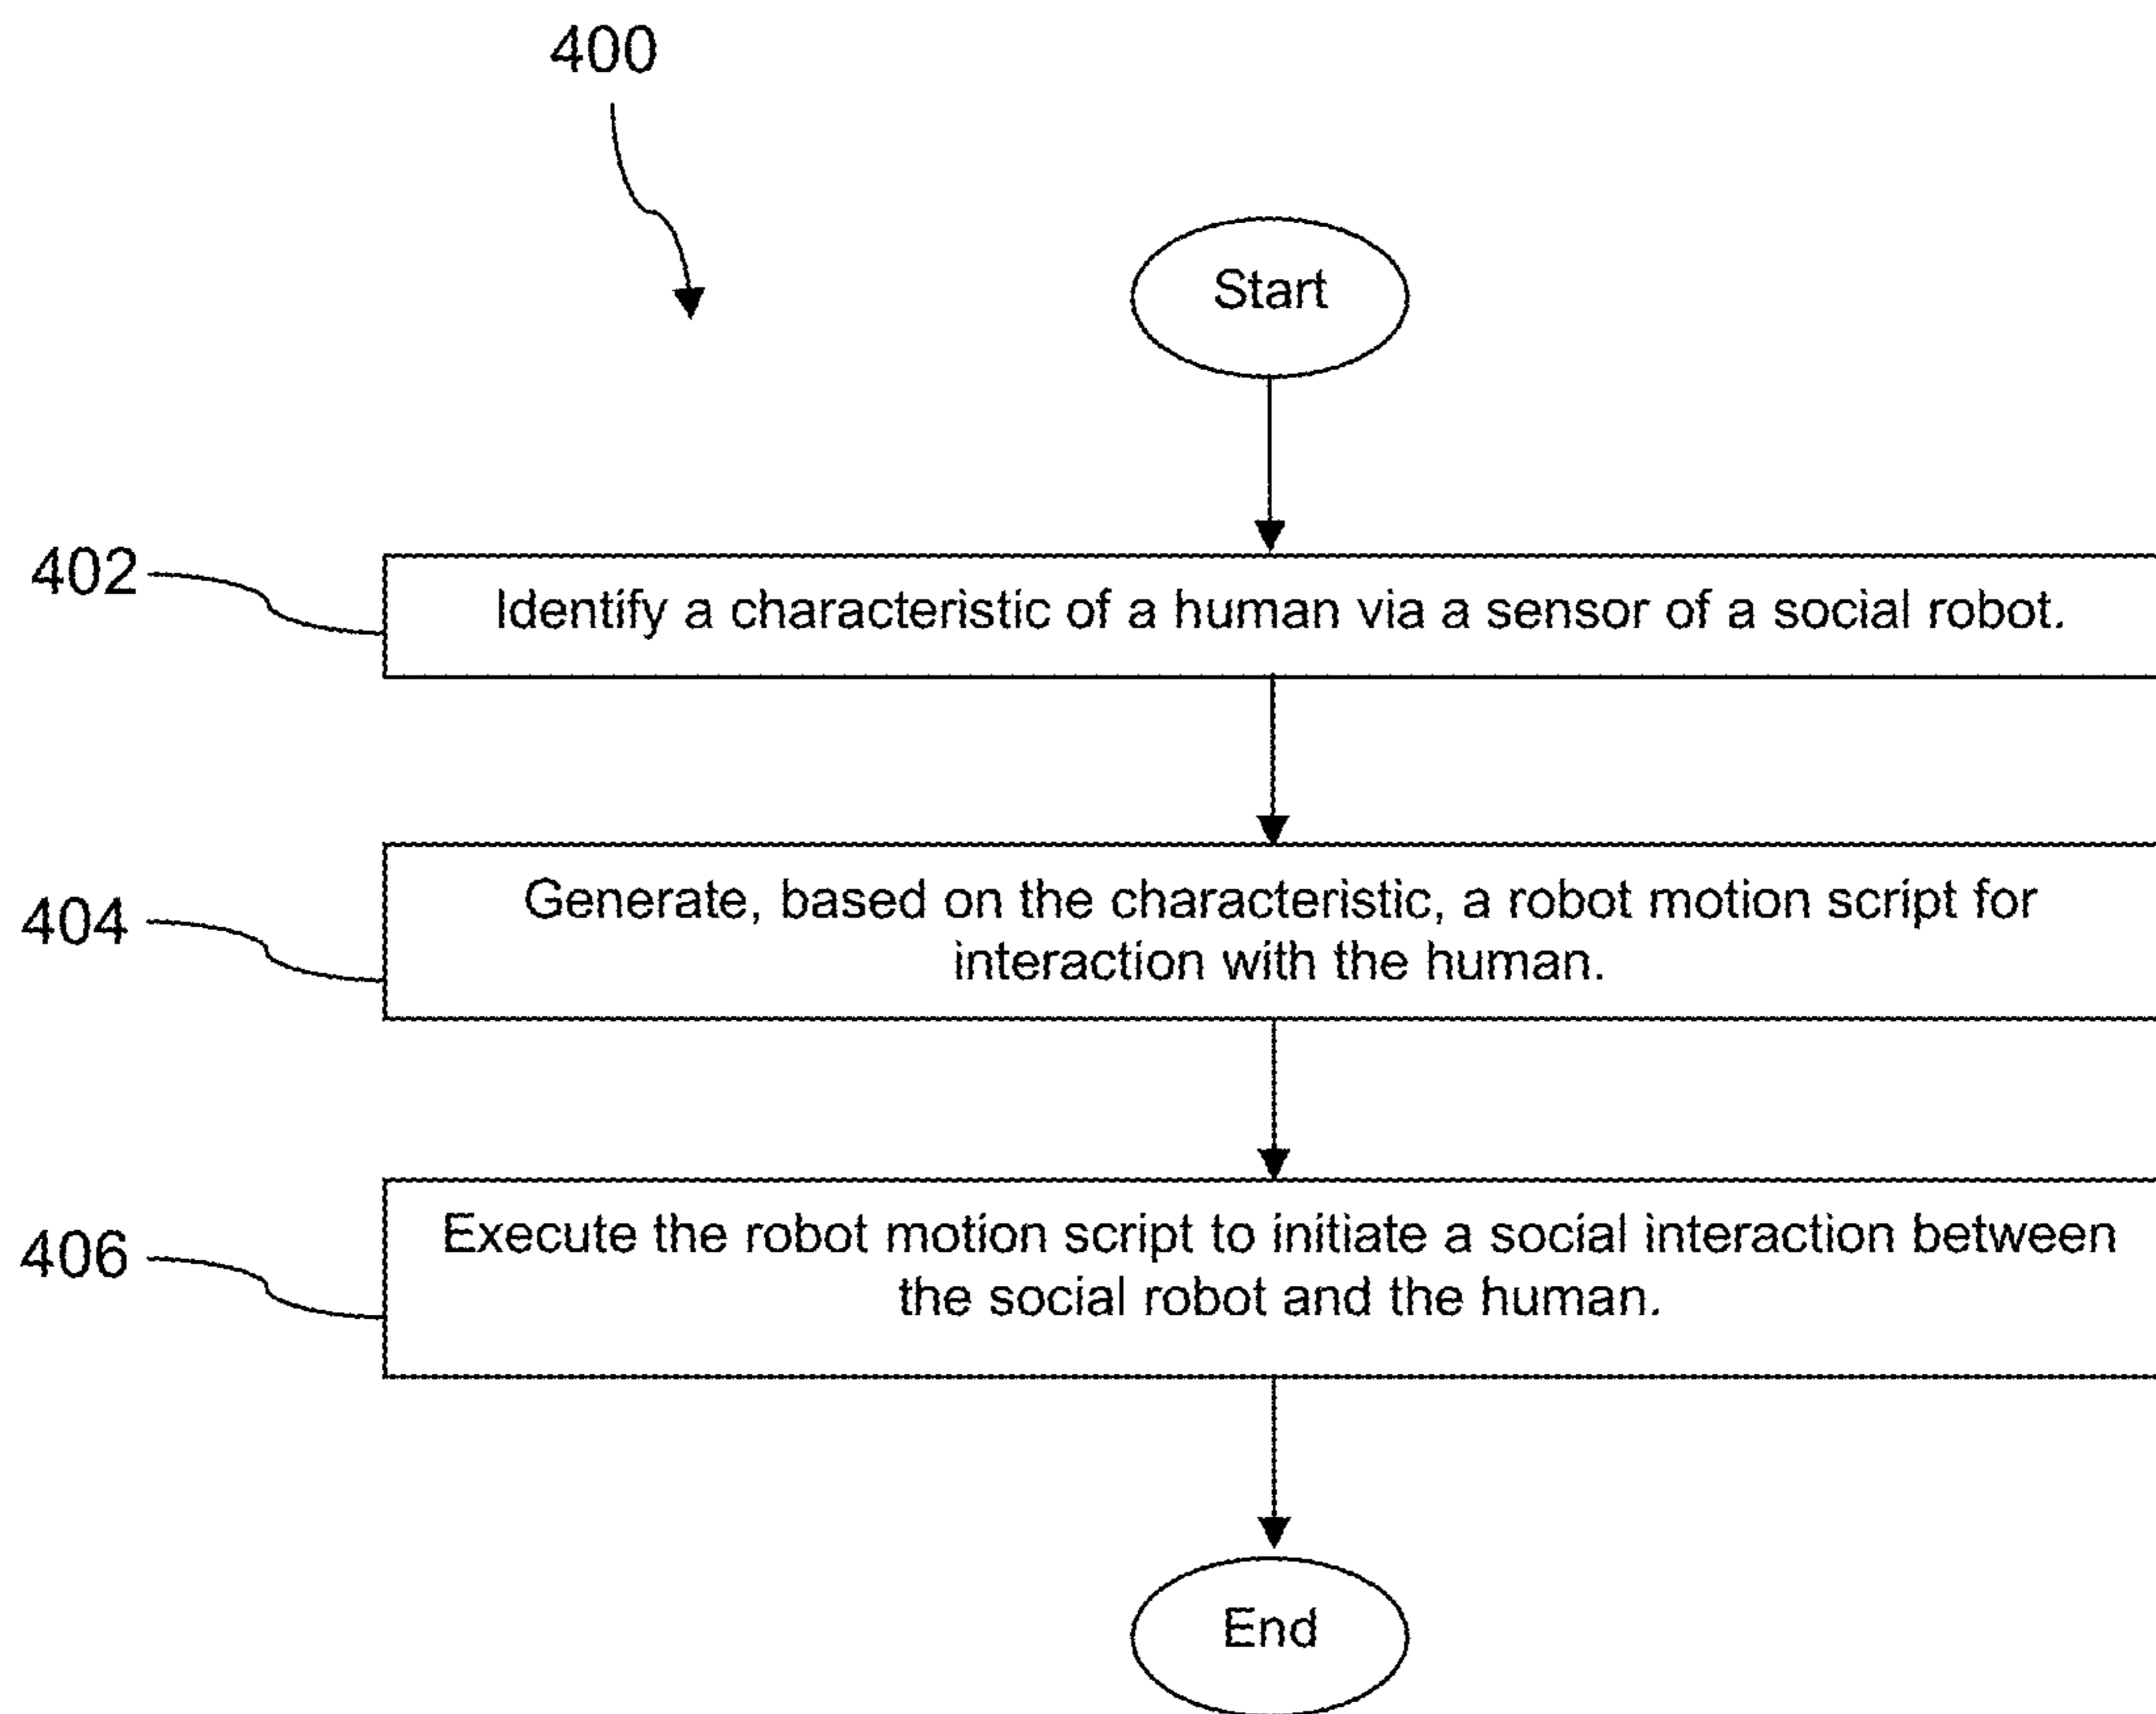 400
Start
402
Identify a characteristic of a human via a sensor of a social robot.
404
Generate, based on the characteristic, a robot motion script for
interaction with the human.
406
Execute the robot motion script to initiate a social interaction between
the social robot and the human.
End